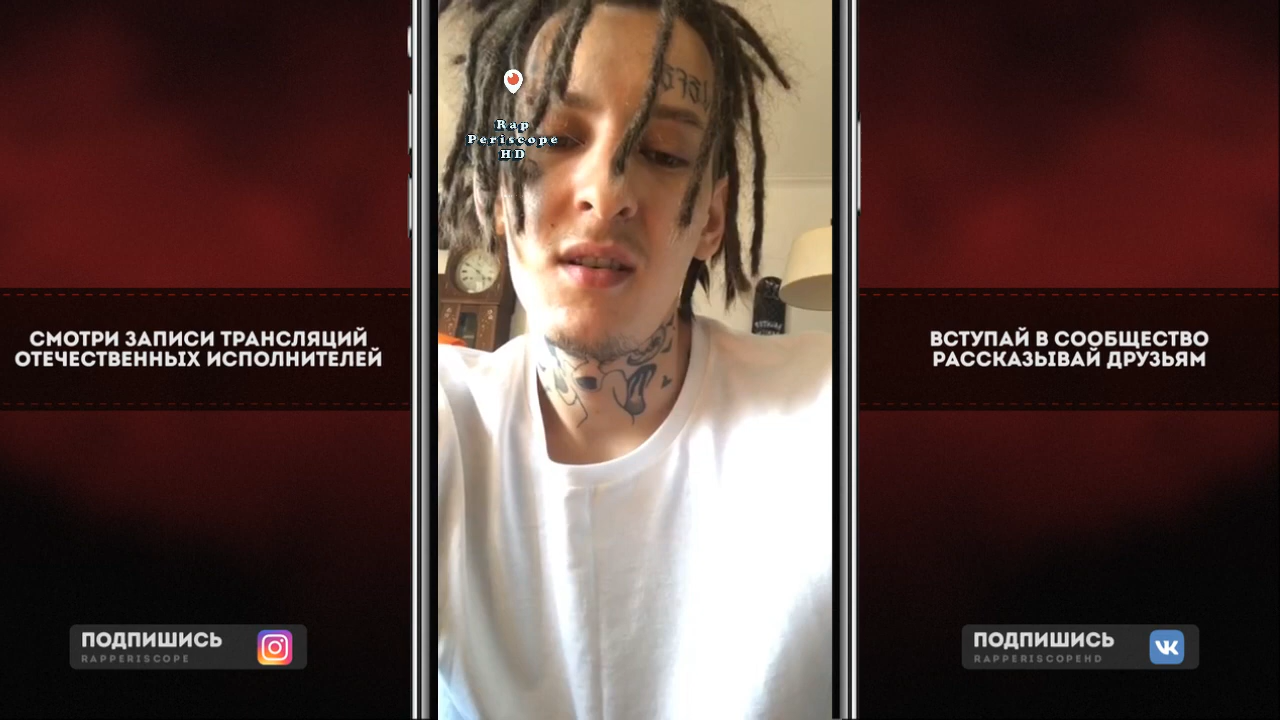 Rap
Periscope
HD
СМОТРИ ЗАПИСИ ТРАНСЛЯЦИЙ
ОТЕЧЕСТВЕННЫХ ИСПОЛНИТЕЛЕЙ
ВСТУПАЙ В СООБЩЕСТВО
РАССКАЗЫВАЙ ДРУЗЬЯМ
ПОДПИШИСЬ
RAPPERISCOPE
ПОДПИШИСЬ
RAPPERISCOPEHD